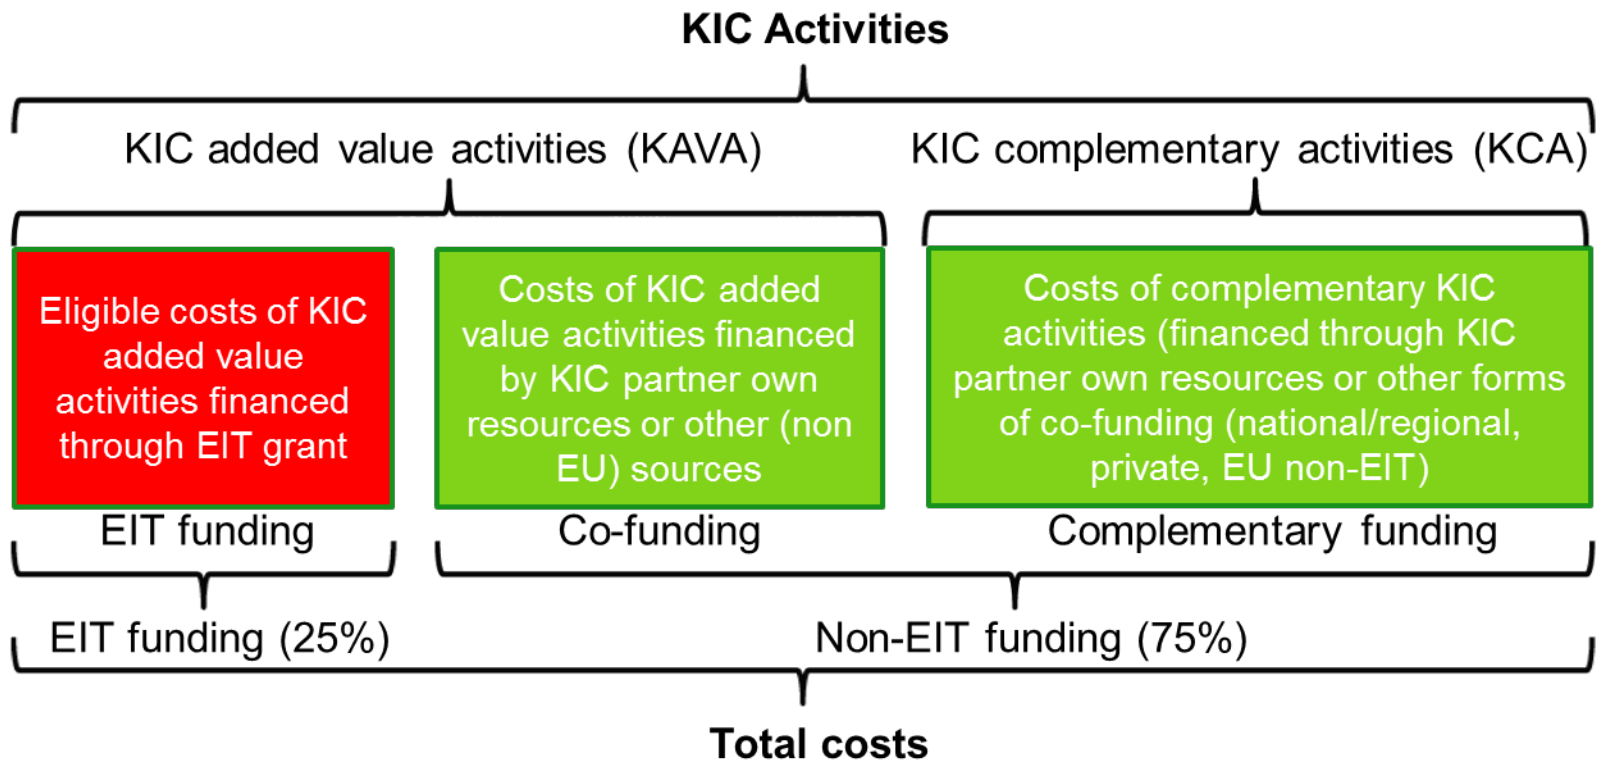 KIC Activities
KIC added value activities (KAVA)
KIC complementary activities (KCA)
Eligible costs of KIC
added value
activities financed
through EIT grant
Costs of KIC added
value activities financed
by KIC partner own
resources or other (non
EU) sources
Costs of complementary KIC
activities (financed through KIC
partner own resources or other forms
of co-funding (national/regional,
private, EU non-EIT)
EIT funding
Co-funding
Complementary funding
EIT funding (25%)
Non-EIT funding (75%)
Total costs